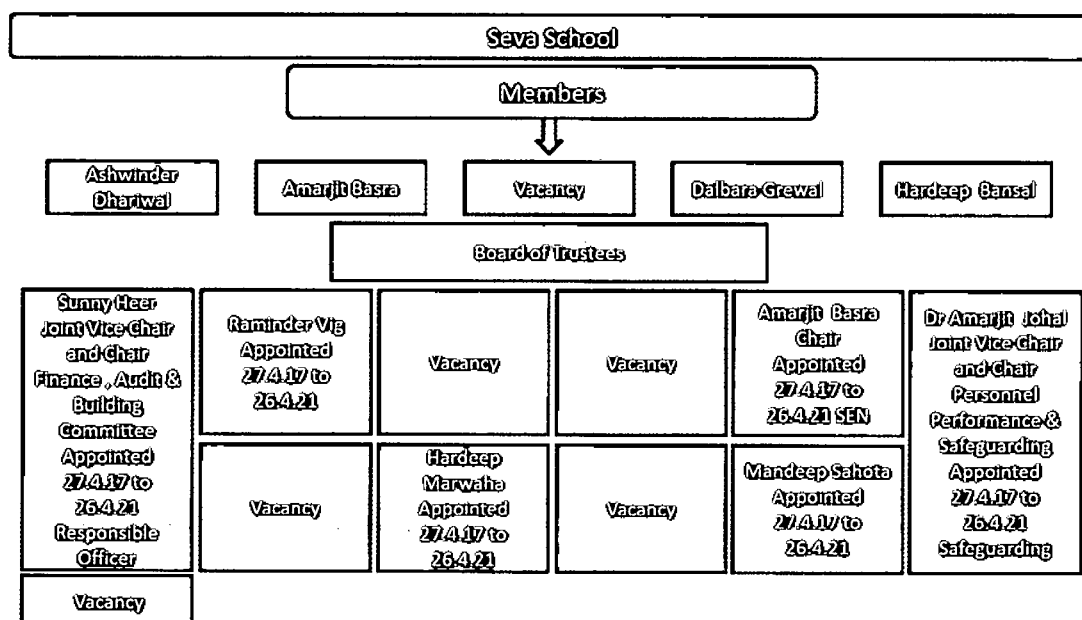 Seva School
Members
Ashwinder
Dhariwal
Amarjit Basra
Vacancy
Dalbara Grewal
Hardeep Bansal
Board of Trustees
Sunny Heer
Joint Vice Chair
and Chair
Finance , Audit &
Building
Committee
Appointed
27.4.17 to
26.4.21
Responsible
Officer
Raminder Vig
Appointed
27.4.17 to
26.4.21
Vacancy
Vacancy
Amarjit Basra
Chair
Appointed
27.4.17 to
26.4.21 SEN
Dr Amarjit Johal
Joint Vice Chair
and Chair
Personnel
Performance &
Safeguarding
Appointed
27.4.17 to
26.4.21
Safeguarding
Vacancy
Hardeep
Marwaha
Appointed
27.4.17 to
26.4.21
Vacancy
Mandeep Sahota
Appointed
27.4.17 to
26.4.21
Vacancy